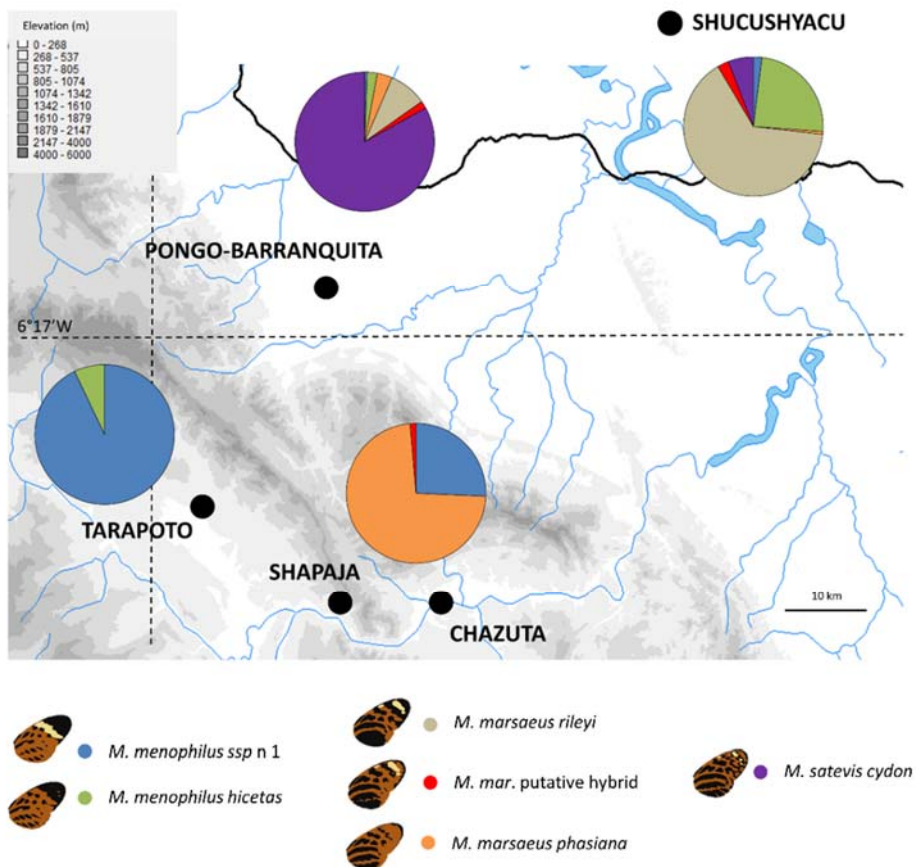 Elevation (m)
0 - 268
268 - 537
537 - 805
805 - 1074
1074 - 1342
1342 - 1610
1610 - 1879
1879 - 2147
2147 - 4000
4000 - 6000
SHUCUSHYACU
PONGO-BARRANQUITA
6°17'W
TARAPOTO
SHAPAJA
CHAZUTA
10 km
M. menophilus ssp n 1
M. menophilus hicetas
M. marsaeus rileyi
M. mar. putative hybrid
M. marsaeus phasiana
M. satevis cydon